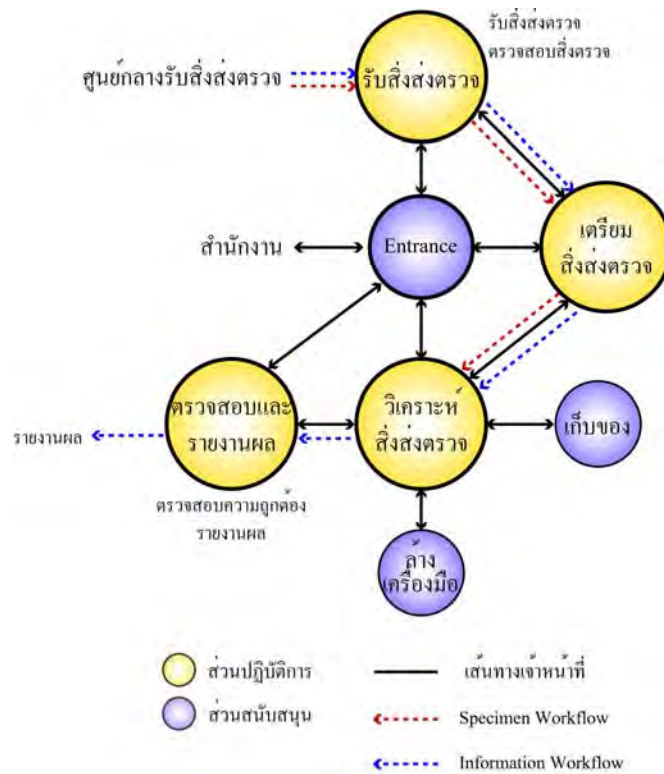 รับสิ่งส่งตรวจ
ตรวจสอบสิ่งตรวจ
ศูนย์กลางรับสิ่งส่งตรวจ
รับสิ่งส่งตรวจ
สำนักงาน
Entrance
เตรียม
สิ่งส่งตรวจ
ตรวจสอบและ
รายงานผล
วิเคราะห์
สิ่งส่งตรวจ
เก็บของ
รายงานผล
ตรวจสอบความถูกต้อง
รายงานผล
ล้าง
เครื่องมือ
ส่วนปฏิบัติการ
เส้นทางเจ้าหน้าที่
ส่วนสนับสนุน
Specimen Workflow
Information Workflow